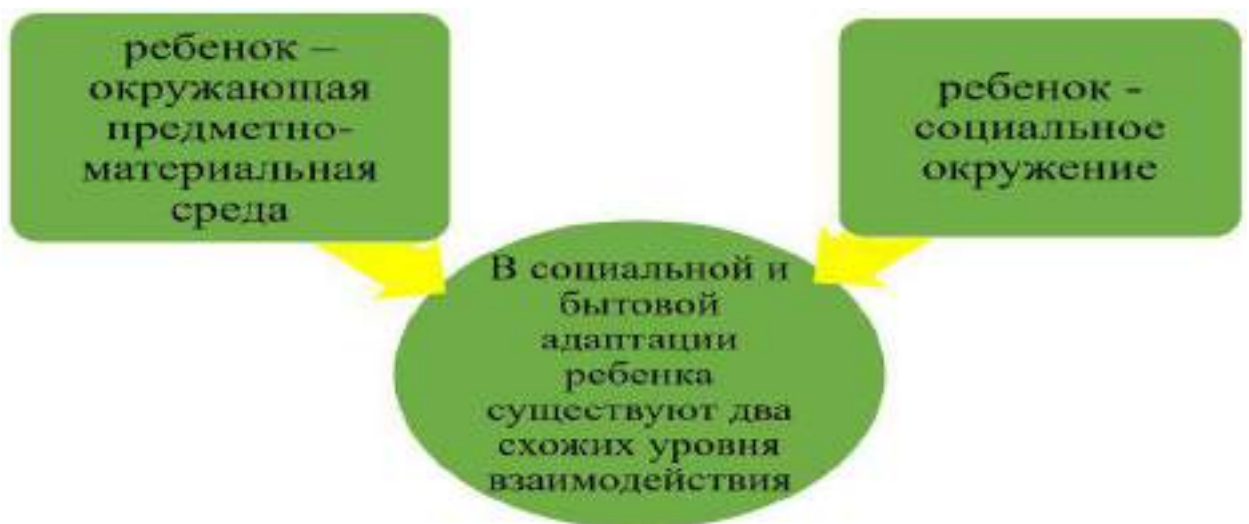 ребенок –
окружающая
предметно-
материальная
среда
ребенок -
социальное
окружение
В социальной и
бытовой
адаптации
ребенка
существуют два
схожих уровня
взаимодействия